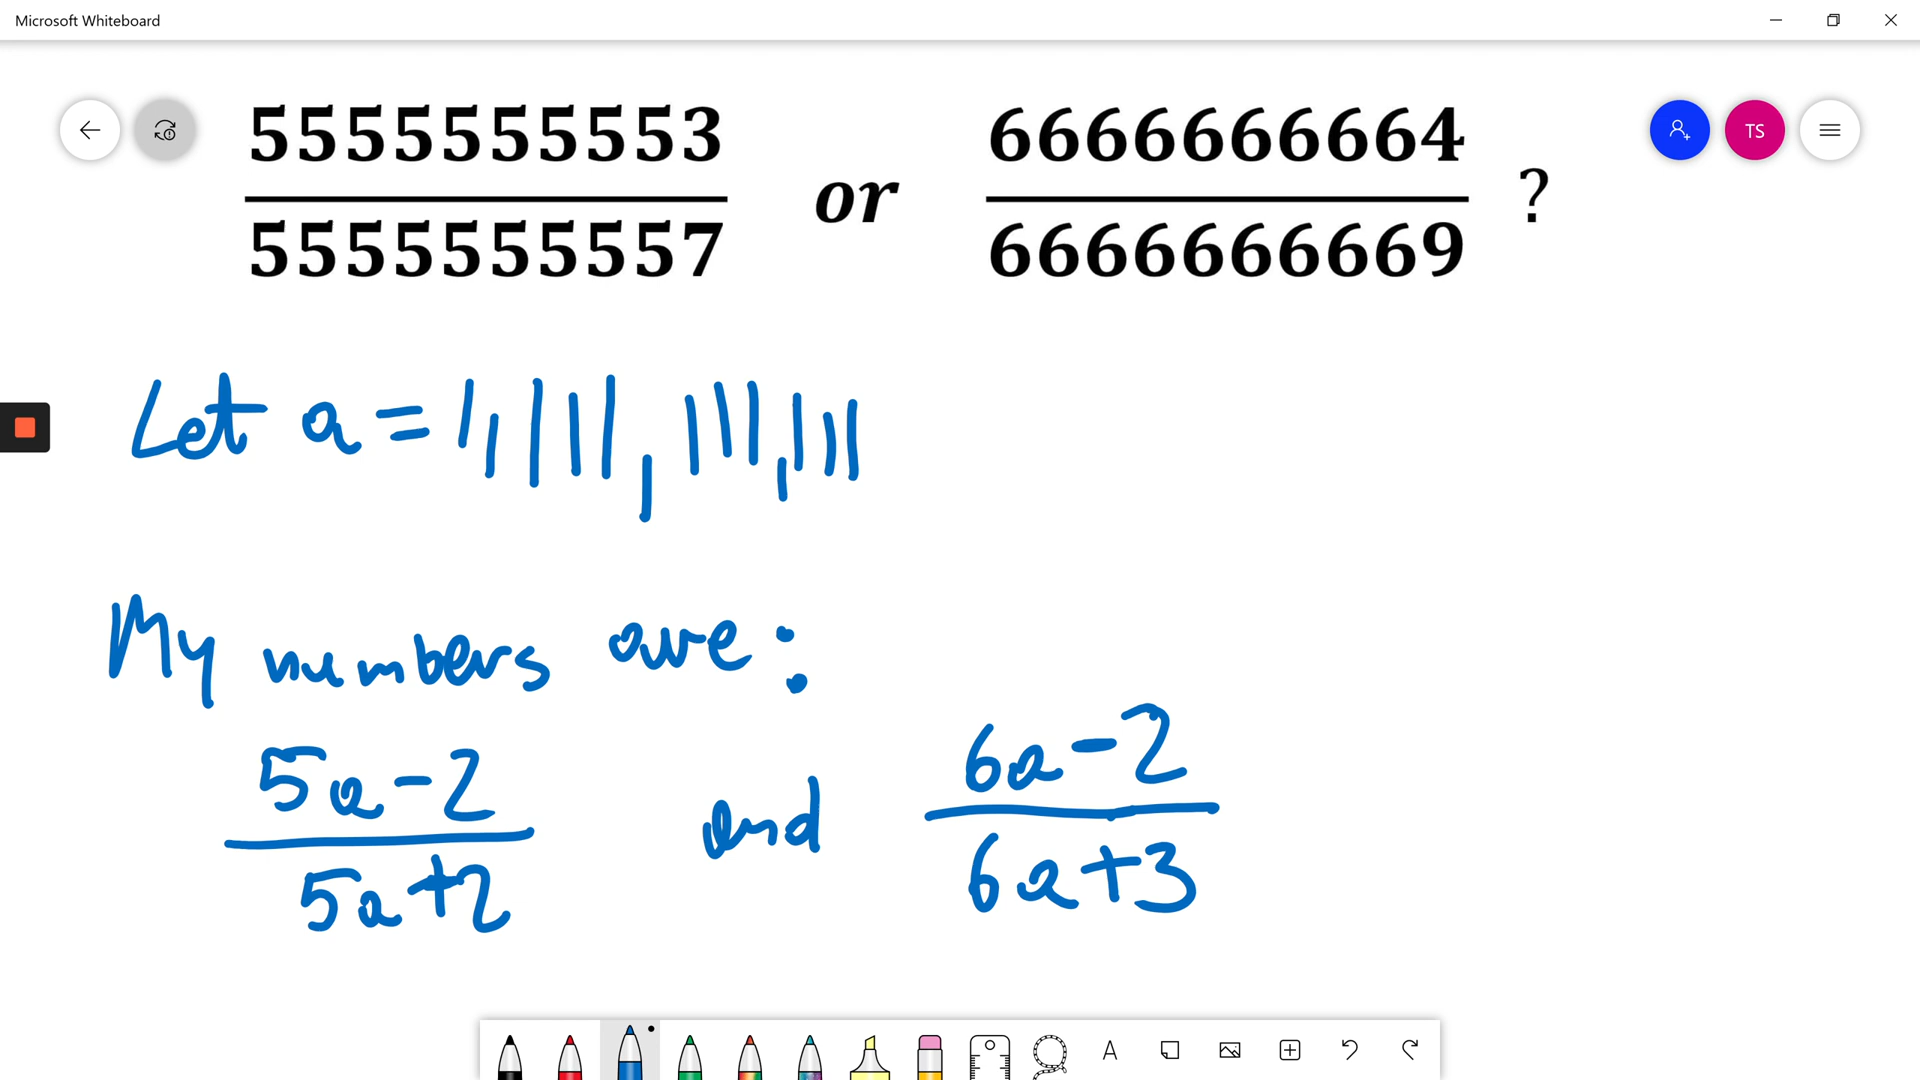 Microsoft Whiteboard
5555555553
5555555557
or
6666666664
6666666669
?
TS
Let a = 1,111,111,111
My numbers are:
5a-2
5a+2
and
6a-2
6a+3
A